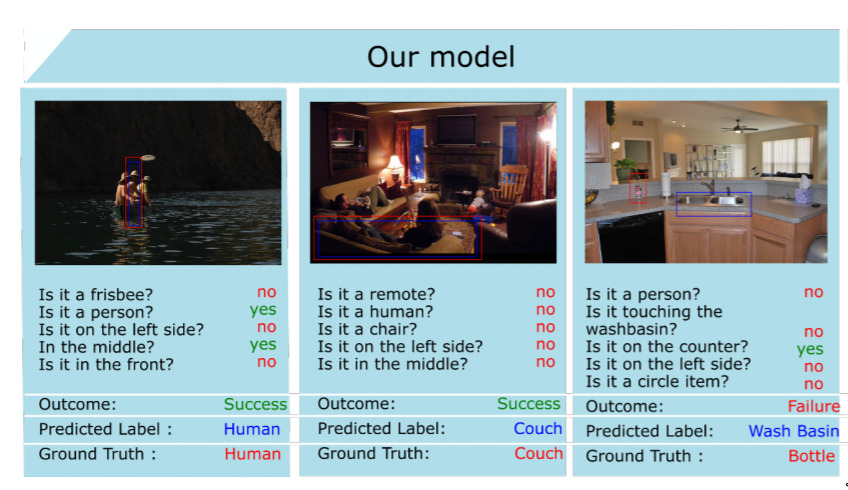 Our model
Is it a frisbee? no
Is it a person? yes
Is it on the left side? no
In the middle? yes
Is it in the front? no
Outcome: Success
Predicted Label : Human
Ground Truth : Human
Is it a remote? no
Is it a human? no
Is it a chair? no
Is it on the left side? no
Is it in the middle? no
Outcome: Success
Predicted Label: Couch
Ground Truth: Couch
Is it a person? no
Is it touching the
washbasin? no
Is it on the counter? yes
Is it on the left side? no
Is it a circle item? no
Outcome: Failure
Predicted Label: Wash Basin
Ground Truth : Bottle